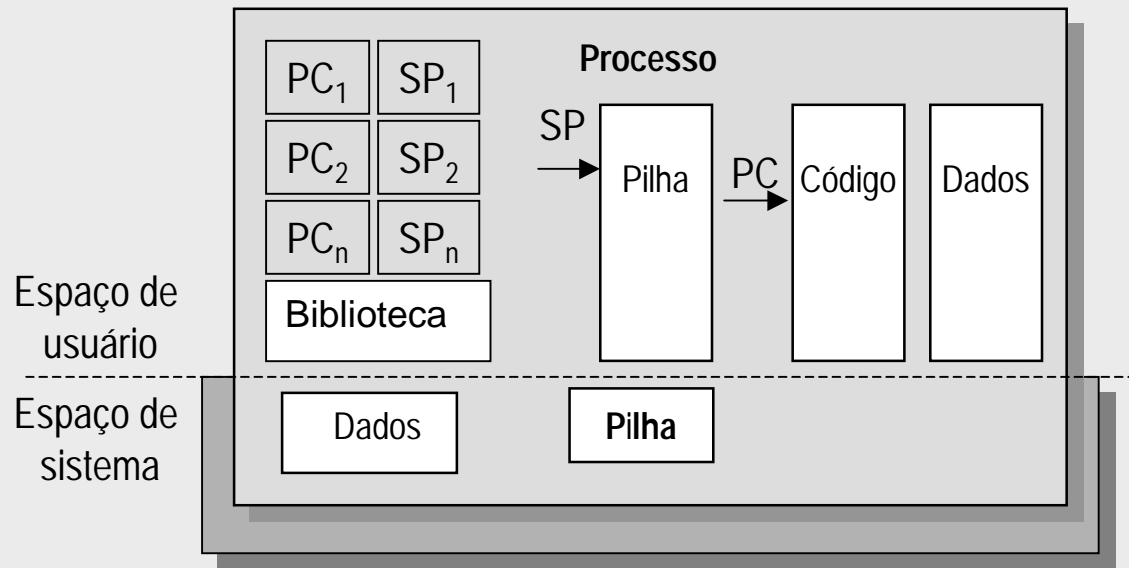 Processo
PC₁ SP₁
PC₂ SP₂
PCₙ SPₙ
Biblioteca
SP
Pilha
PC
Código
Dados
Espaço de
usuário
Espaço de
sistema
Dados
Pilha